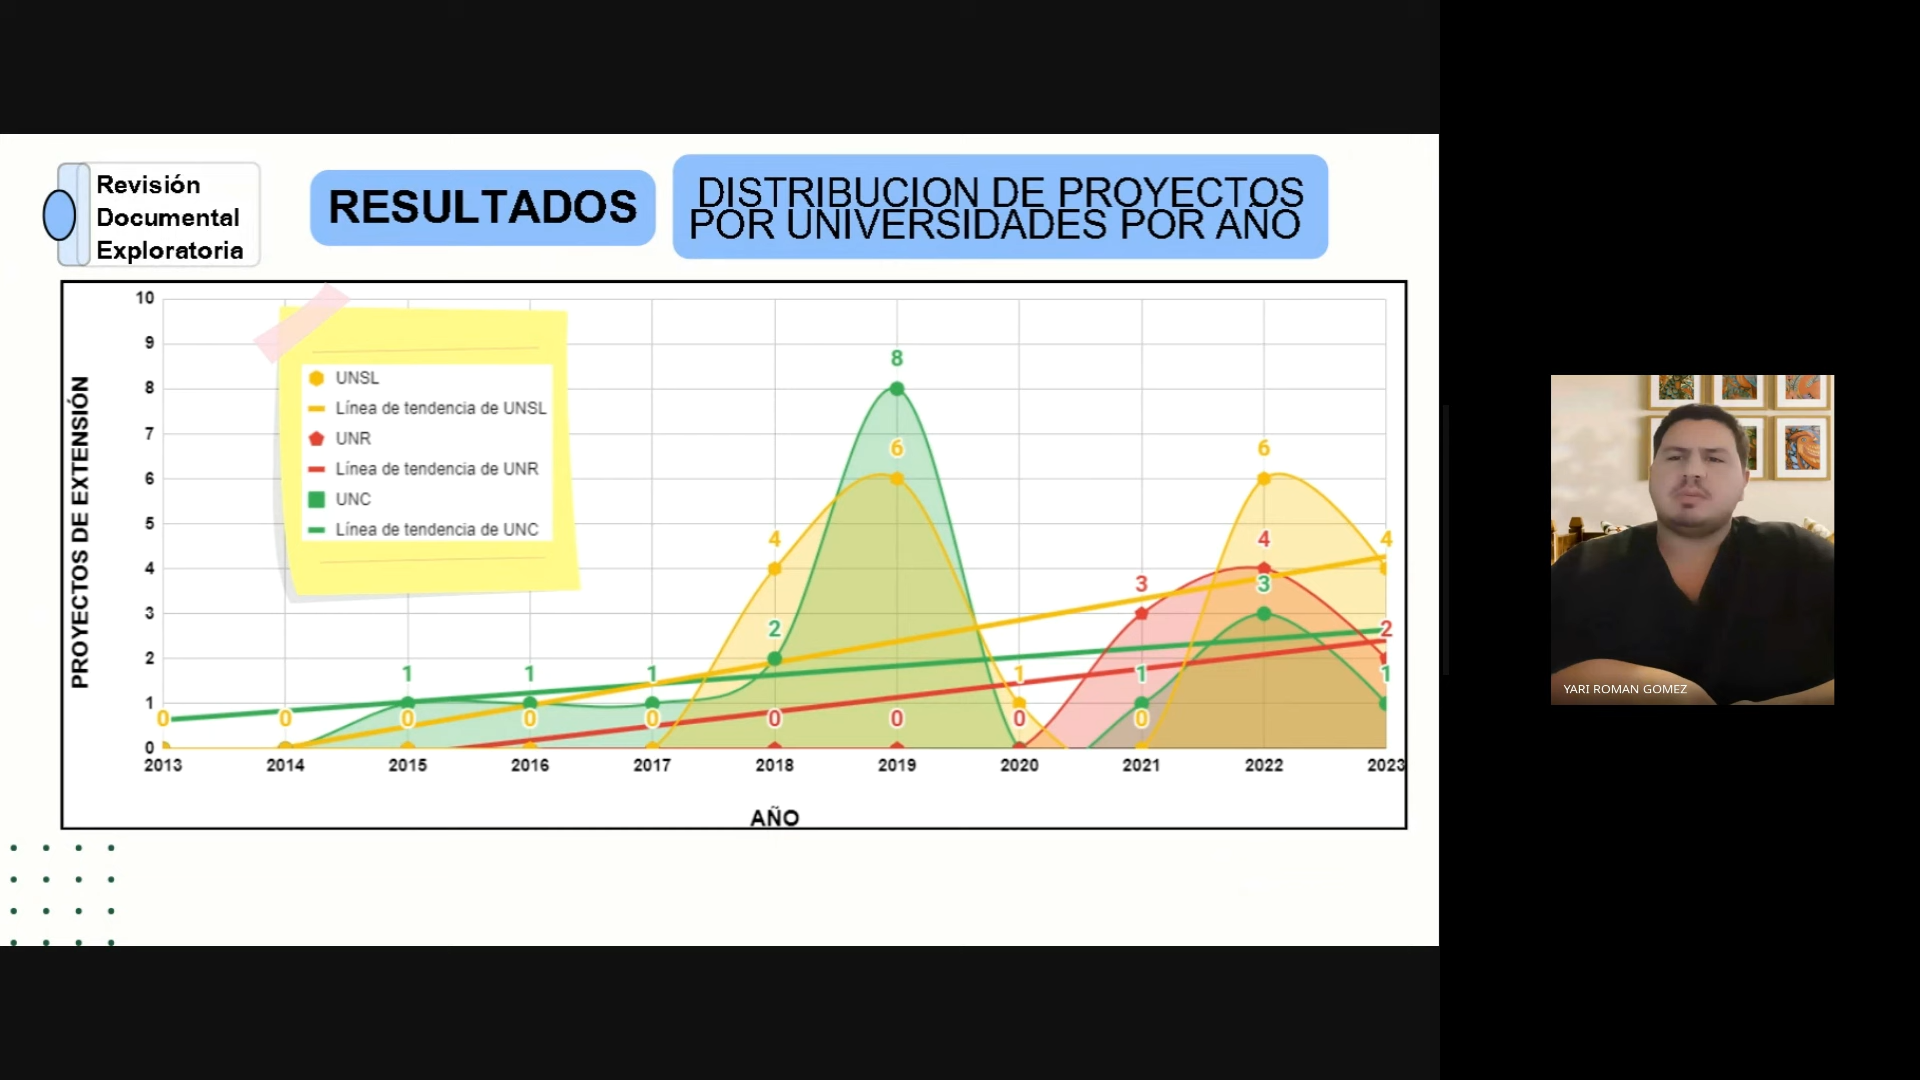 Revisión
Documental
Exploratoria
RESULTADOS
DISTRIBUCION DE PROYECTOS
POR UNIVERSIDADES POR AÑO
PROYECTOS DE EXTENSIÓN
10
9
8
7
6
5
4
3
2
1
0
UNSL
Línea de tendencia de UNSL
UNR
Línea de tendencia de UNR
UNC
Línea de tendencia de UNC
8
6 6
4 4 4
3 3
2 2
1 1 1 1 1 1
0 0 0 0 0 0 0 0 0
2013 2014 2015 2016 2017 2018 2019 2020 2021 2022 2023
AÑO
YARI ROMAN GOMEZ